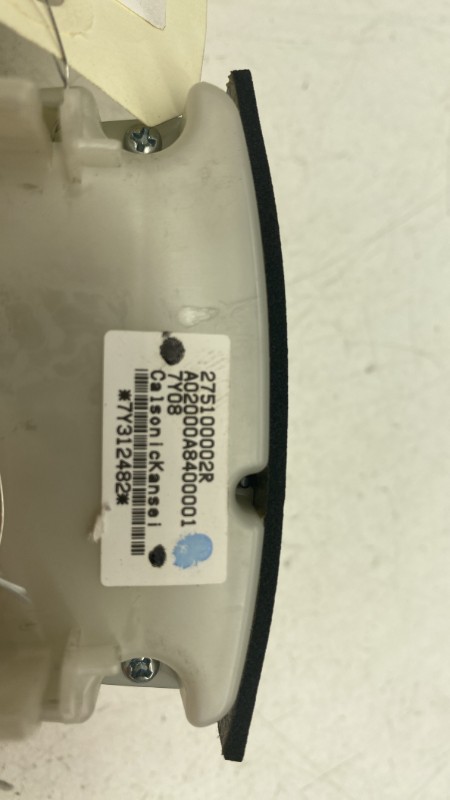 275100002R
A02000A8400001
7Y08
CalsonicKansei
※7Y312482※